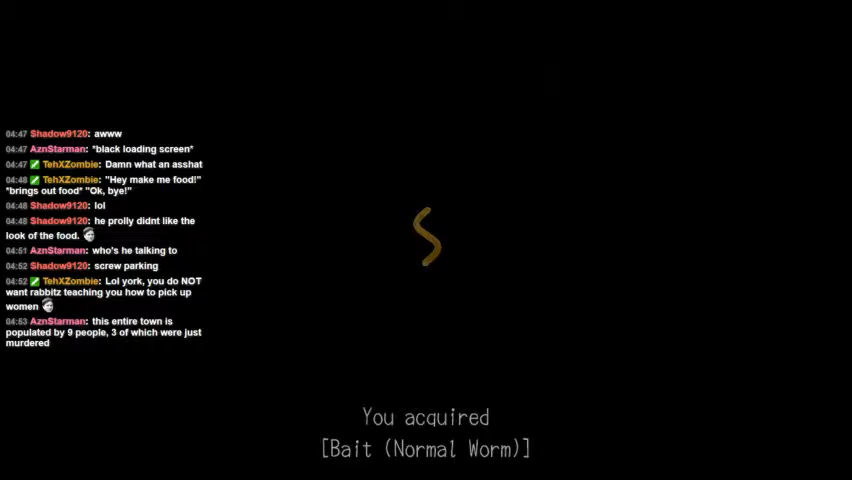 04:47 Shadow9120: awww
04:47 AznStarman: *black loading screen*
04:47 TehXZombie: Damn what an asshat
04:48 TehXZombie: "Hey make me food!"
*brings out food* "Ok, bye!"
04:48 Shadow9120: lol
04:48 Shadow9120: he prolly didnt like the
look of the food.
04:51 AznStarman: who's he talking to
04:52 Shadow9120: screw parking
04:52 TehXZombie: Lol york, you do NOT
want rabbitz teaching you how to pick up
women
04:53 AznStarman: this entire town is
populated by 9 people, 3 of which were just
murdered
You acquired
[Bait (Normal Worm)]